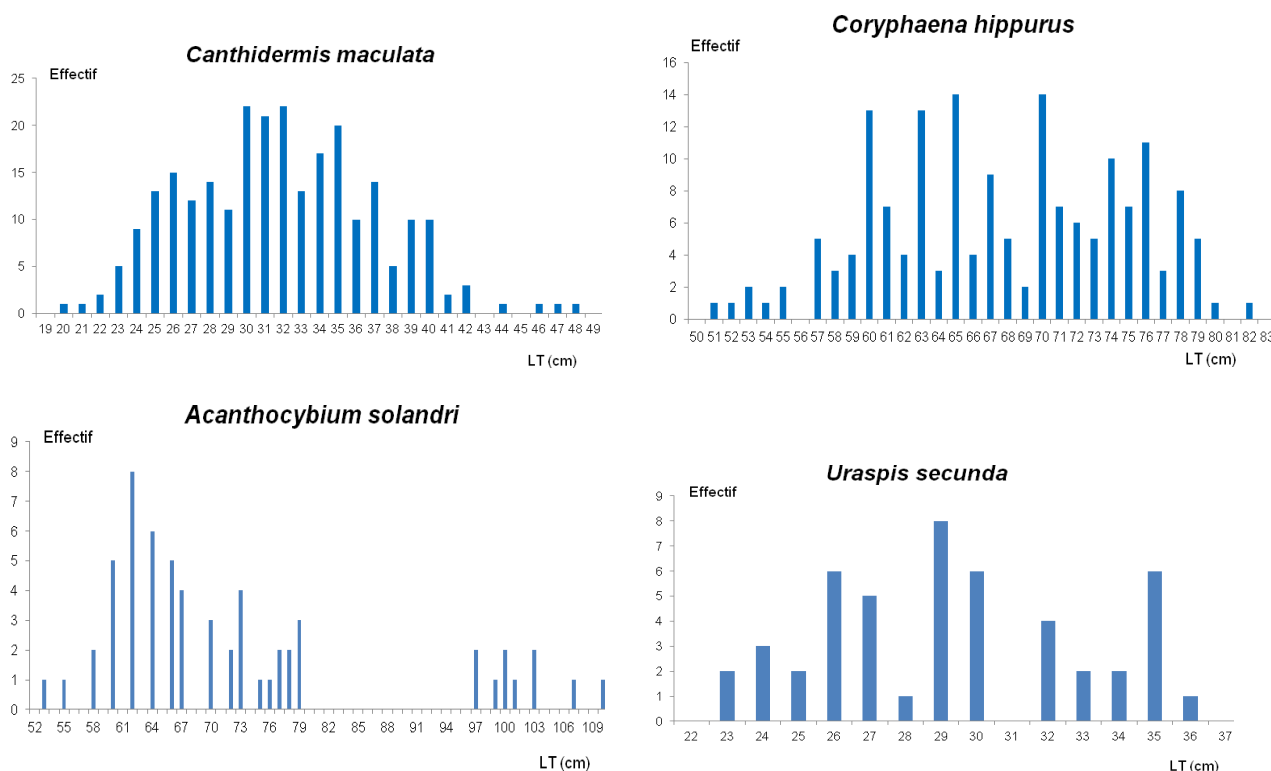 Canthidermis maculata
Effectif
25
20
15
10
5
0
19 20 21 22 23 24 25 26 27 28 29 30 31 32 33 34 35 36 37 38 39 40 41 42 43 44 45 46 47 48 49
LT (cm)
Coryphaena hippurus
Effectif
16
14
12
10
8
6
4
2
0
50 51 52 53 54 55 56 57 58 59 60 61 62 63 64 65 66 67 68 69 70 71 72 73 74 75 76 77 78 79 80 81 82 83
LT (cm)
Acanthocybium solandri
Effectif
9
8
7
6
5
4
3
2
1
0
52 55 58 61 64 67 70 73 76 79 82 85 88 91 94 97 100 103 106 109
LT (cm)
Uraspis secunda
Effectif
9
8
7
6
5
4
3
2
1
0
22 23 24 25 26 27 28 29 30 31 32 33 34 35 36 37
LT (cm)